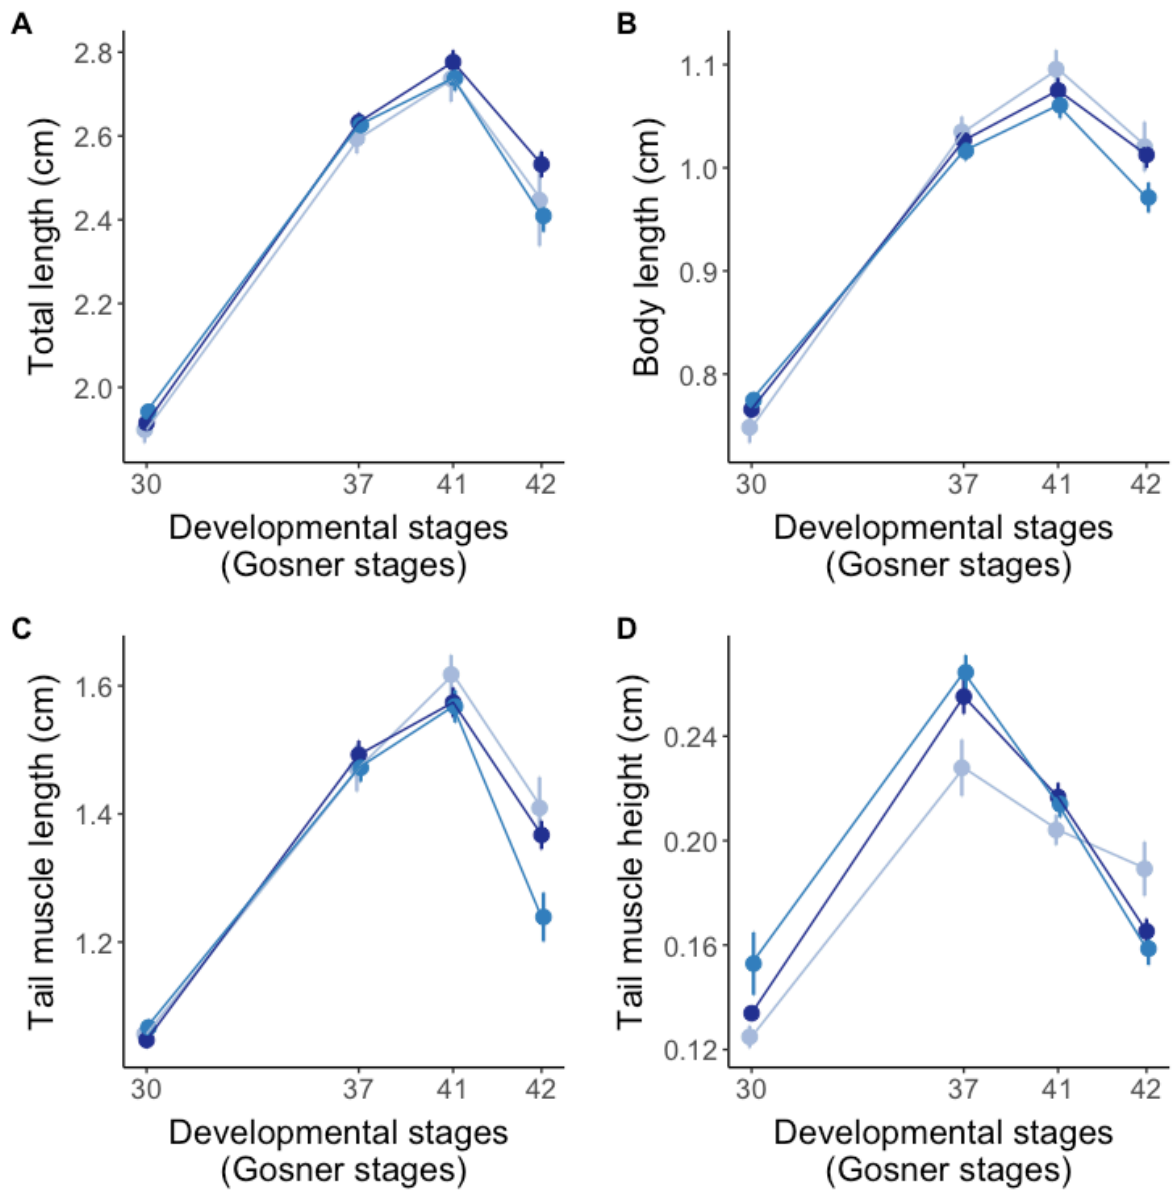 A
Total length (cm)
2.8
2.6
2.4
2.2
2.0
30 37 41 42
Developmental stages
(Gosner stages)
B
Body length (cm)
1.1
1.0
0.9
0.8
30 37 41 42
Developmental stages
(Gosner stages)
C
Tail muscle length (cm)
1.6
1.4
1.2
30 37 41 42
Developmental stages
(Gosner stages)
D
Tail muscle height (cm)
0.24
0.20
0.16
0.12
30 37 41 42
Developmental stages
(Gosner stages)